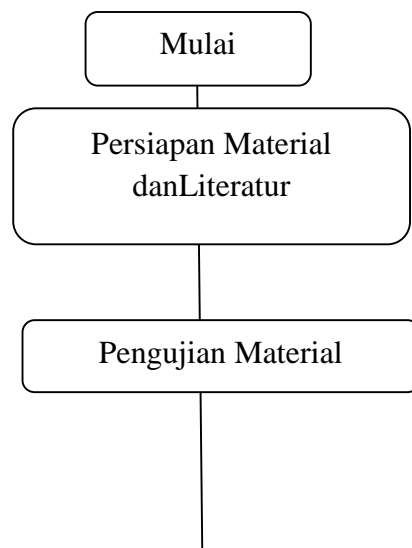 Mulai
Persiapan Material
danLiteratur
Pengujian Material